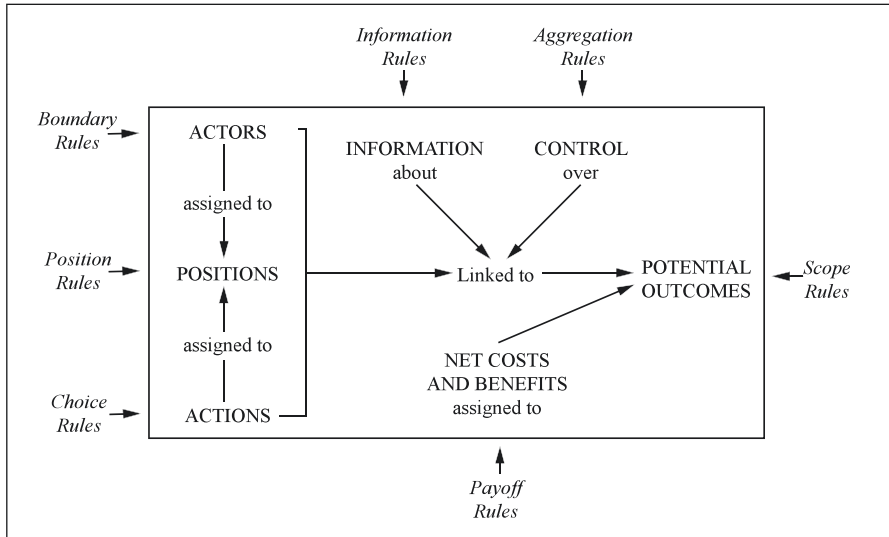 Information
Rules
Aggregation
Rules
Boundary
Rules
ACTORS
INFORMATION
about
CONTROL
over
assigned to
Position
Rules
POSITIONS
Linked to
POTENTIAL
OUTCOMES
Scope
Rules
assigned to
NET COSTS
AND BENEFITS
assigned to
Choice
Rules
ACTIONS
Payoff
Rules